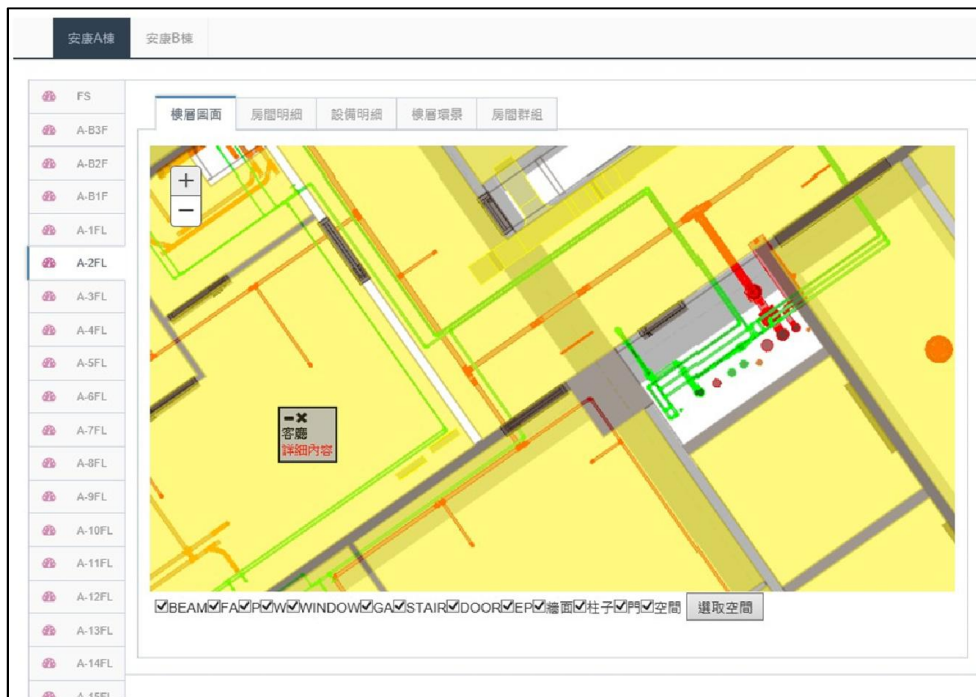 安康A棟 安康B棟
FS
A-B3F
A-B2F
A-B1F
A-1FL
A-2FL
A-3FL
A-4FL
A-5FL
A-6FL
A-7FL
A-8FL
A-9FL
A-10FL
A-11FL
A-12FL
A-13FL
A-14FL
A-15FL
樓層圖面 房間明細 設備明細 樓層環景 房間群組
+
−
客廳
詳細內容
BEAM FA P W WINDOW GA STAIR DOOR EP 牆面 柱子 門 空間 選取空間